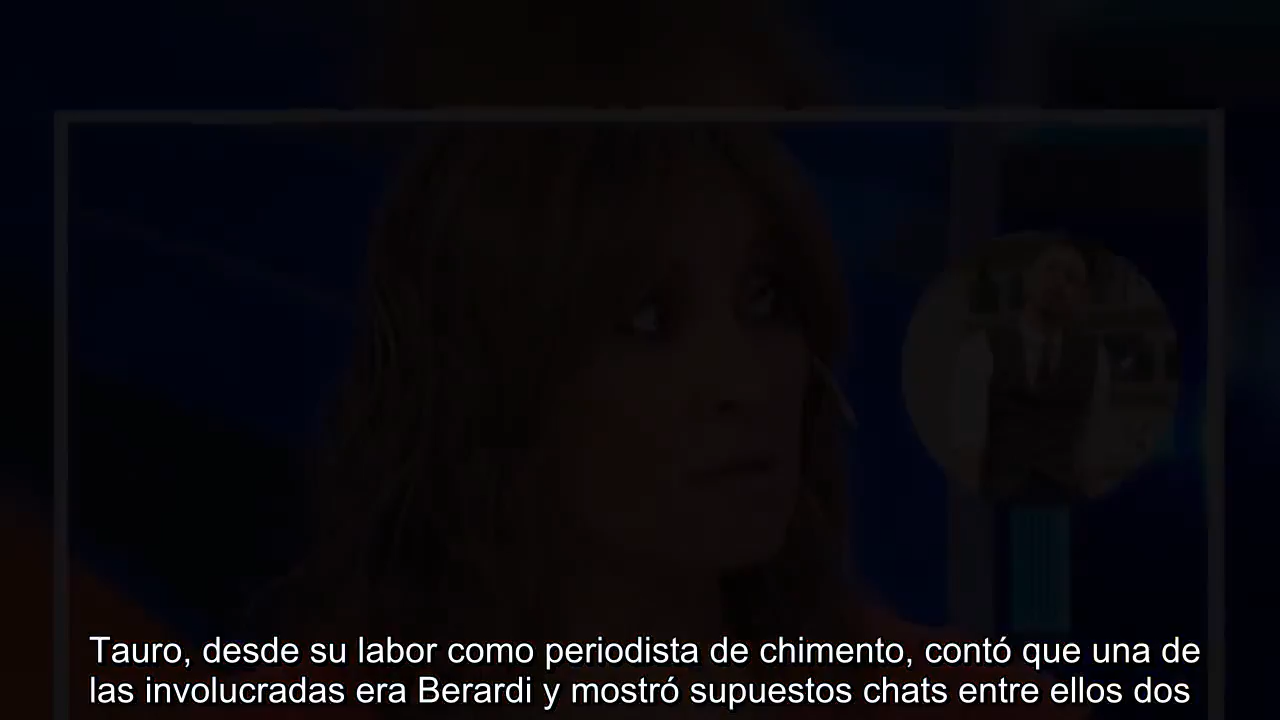 Tauro, desde su labor como periodista de chimento, contó que una de
las involucradas era Berardi y mostró supuestos chats entre ellos dos